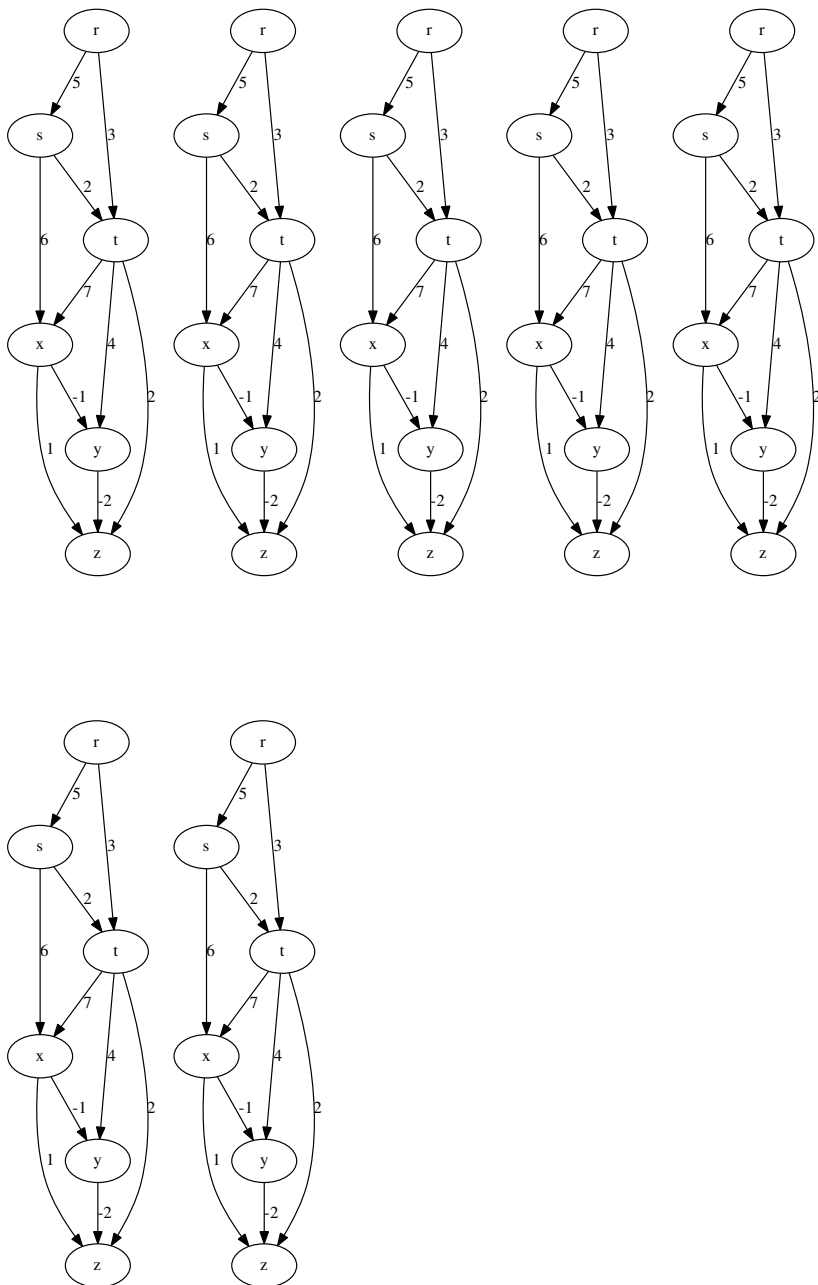 r r r r r
5 5 5 5 5
s 3 s 3 s 3 s 3 s 3
2 2 2 2 2
6 t 6 t 6 t 6 t 6 t
7 7 7 7 7
x 4 x 4 x 4 x 4 x 4
-1 2 -1 2 -1 2 -1 2 -1 2
1 y 1 y 1 y 1 y 1 y
-2 -2 -2 -2 -2
z z z z z
r r
5 5
s 3 s 3
2 2
6 t 6 t
7 7
x 4 x 4
-1 2 -1 2
1 y 1 y
-2 -2
z z